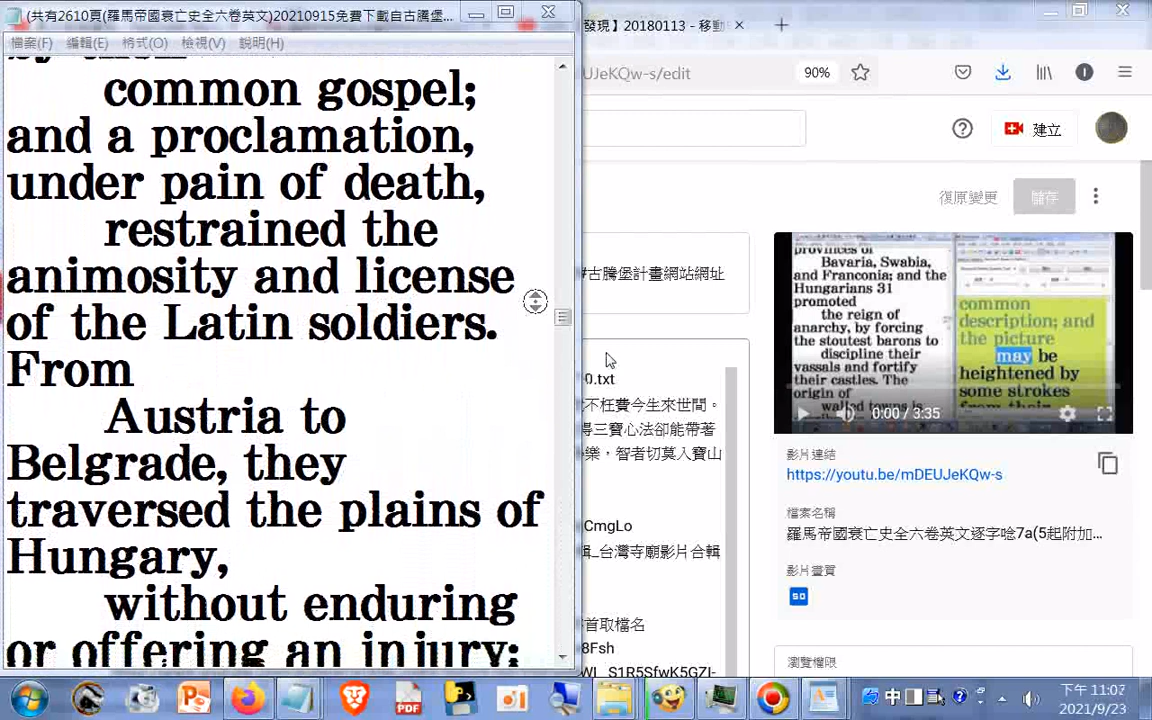 (共有2610頁(羅馬帝國衰亡史全六卷英文)20210915免費下載自古騰堡...
檔案(F) 編輯(E) 格式(O) 檢視(V) 說明(H)
common gospel;
and a proclamation,
under pain of death,
restrained the
animosity and license
of the Latin soldiers.
From
Austria to
Belgrade, they
traversed the plains of
Hungary,
without enduring
or offering an injury;
發現】20180113 - 移動
UJeKQw-s/edit
90%
建立
復原變更
儲存
#古騰堡計畫網站網址
0.txt
不枉費今生來世間。
得三寶心法卻能帶著
樂，智者切莫入寶山
CmgLo
輯_台灣寺廟影片合輯
首取檔名
8Fsh
WI_S1R5SfwK5GZI-
provinces of
Bavaria, Swabia,
and Franconia; and the
Hungarians 31
promoted
the reign of
anarchy, by forcing
the stoutest barons to
discipline their
vassals and fortify
their castles. The
origin of
walled towns is
common
description; and
the picture
may be
heightened by
some strokes
0:00 / 3:35
影片連結
https://youtu.be/mDEUJeKQw-s
檔案名稱
羅馬帝國衰亡史全六卷英文逐字唸7a(5起附加...
影片畫質
SD
瀏覽權限
中
下午 11:07
2021/9/23